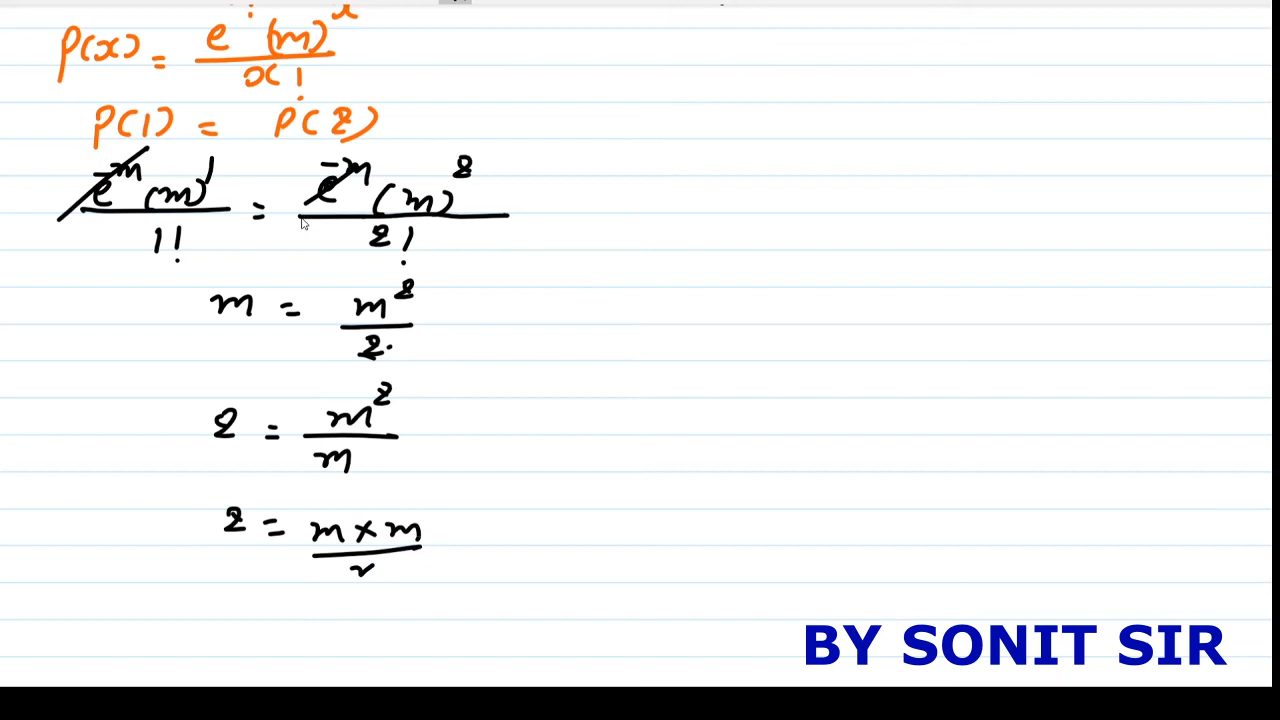 P(x) = e (m)^x / x!
P(1) = P(2)
e^-m (m)^1 / 1! = e^-m (m)^2 / 2!
m = m^2 / 2.
2 = m^2 / m
2 = m × m
BY SONIT SIR